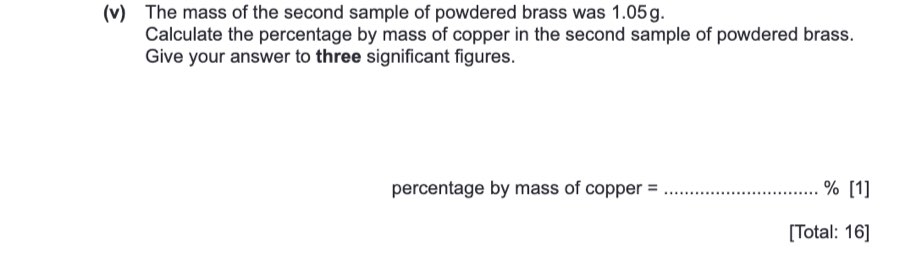 (v) The mass of the second sample of powdered brass was 1.05 g.
Calculate the percentage by mass of copper in the second sample of powdered brass.
Give your answer to three significant figures.
percentage by mass of copper = .............................. % [1]
[Total: 16]